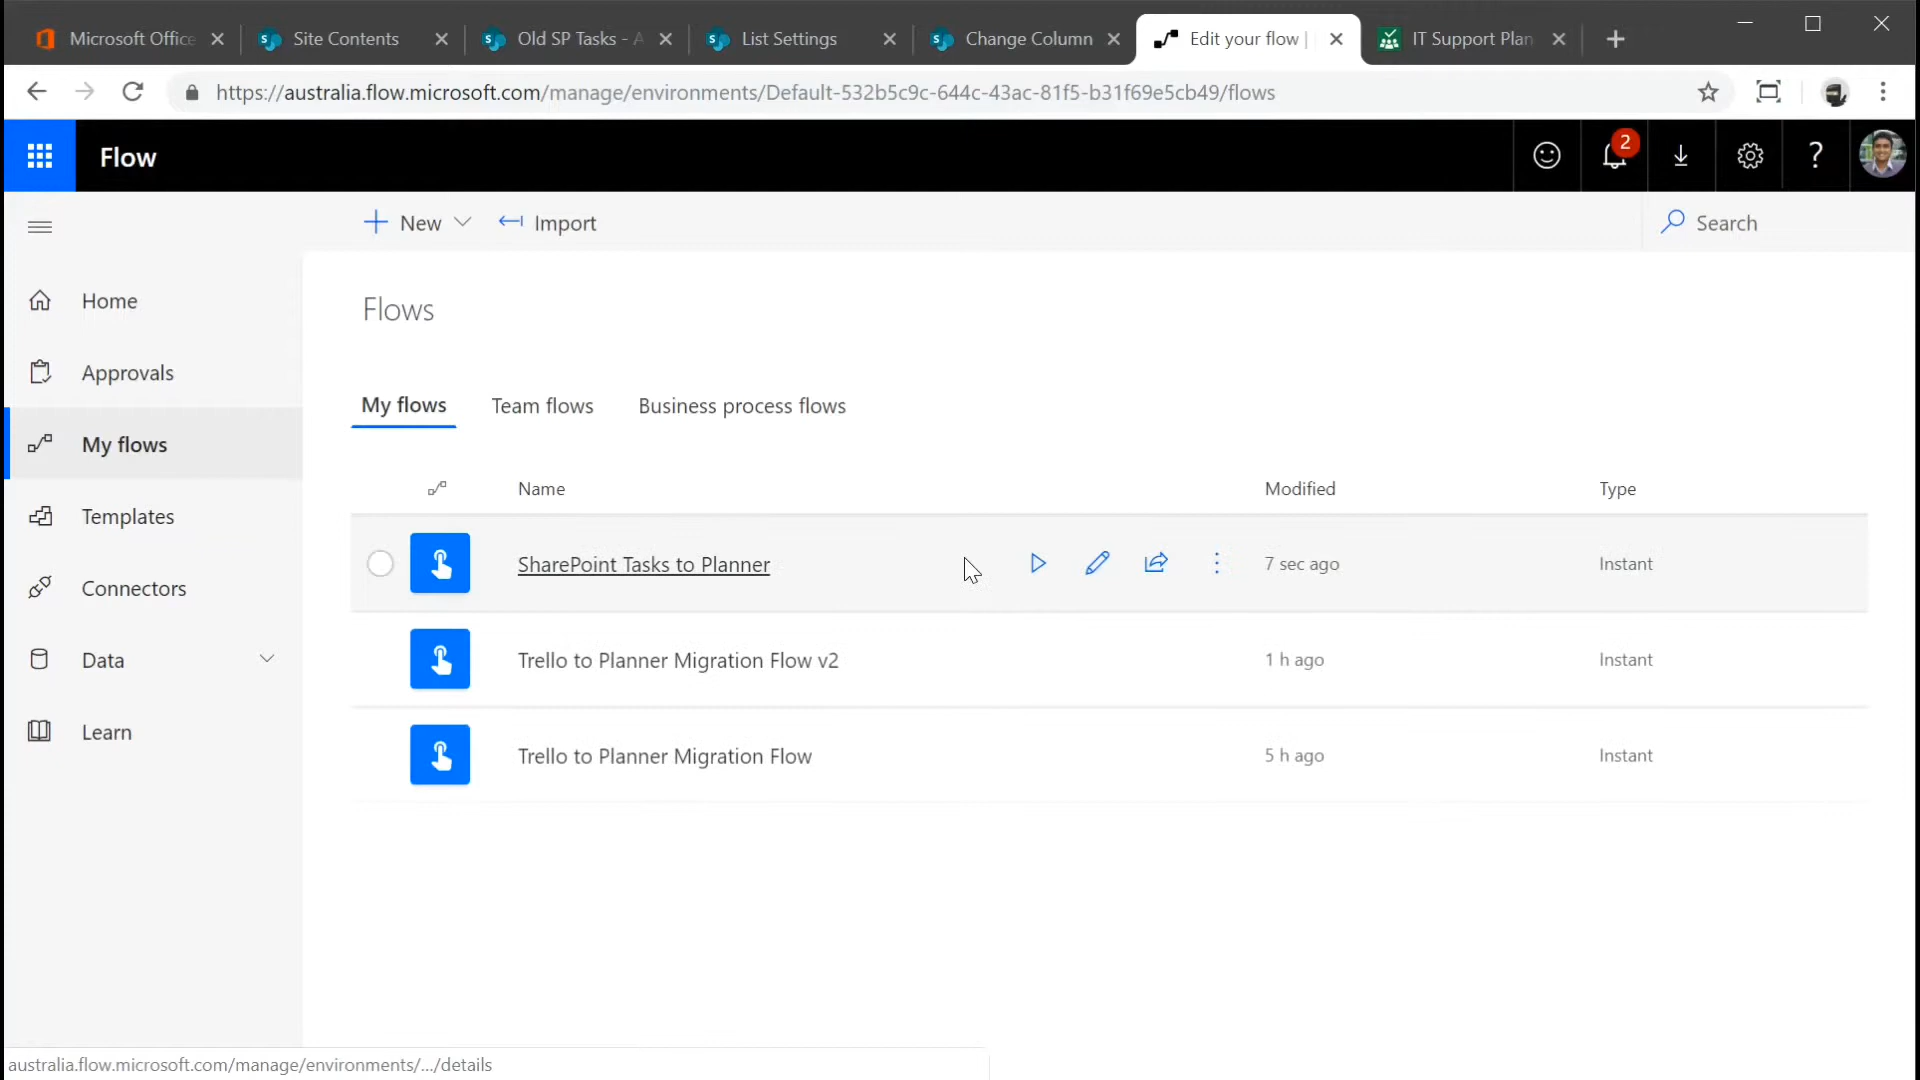 Microsoft Office
Site Contents
Old SP Tasks - A
List Settings
Change Column
Edit your flow |
IT Support Plan
https://australia.flow.microsoft.com/manage/environments/Default-532b5c9c-644c-43ac-81f5-b31f69e5cb49/flows
Flow
2
?
New
Import
Search
Home
Approvals
My flows
Templates
Connectors
Data
Learn
Flows
My flows
Team flows
Business process flows
Name
Modified
Type
SharePoint Tasks to Planner
7 sec ago
Instant
Trello to Planner Migration Flow v2
1 h ago
Instant
Trello to Planner Migration Flow
5 h ago
Instant
australia.flow.microsoft.com/manage/environments/.../details